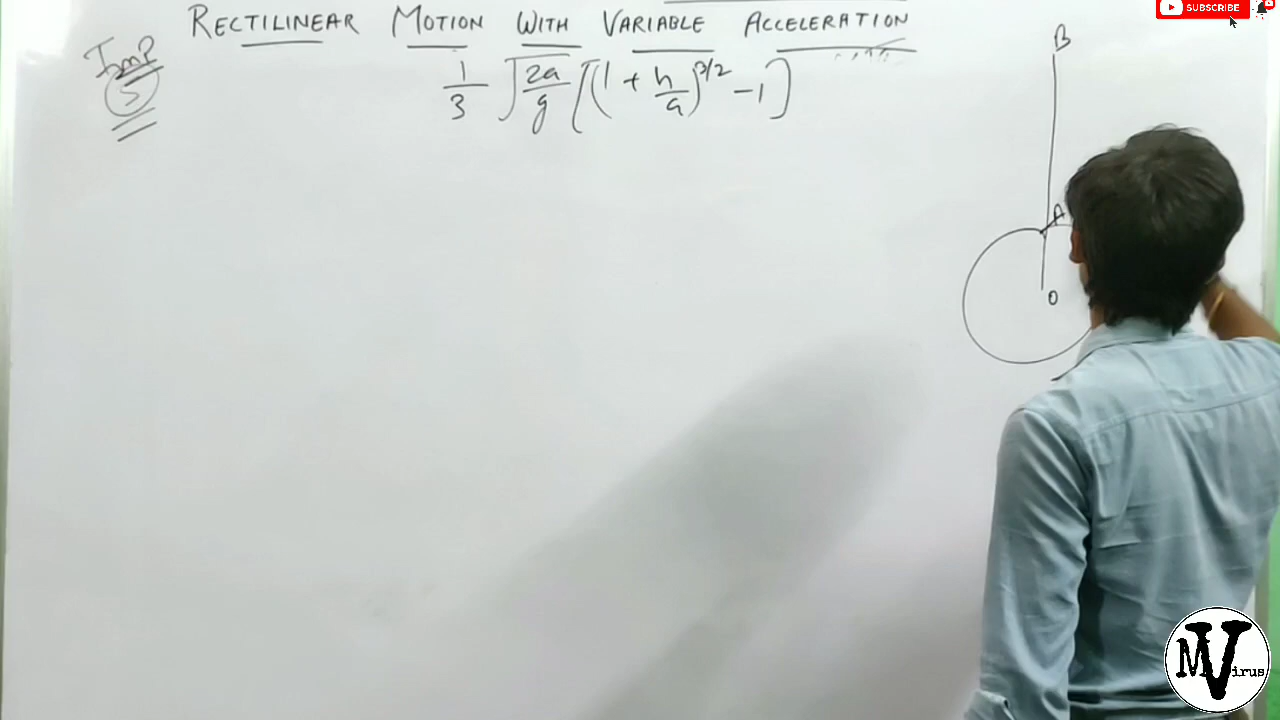 RECTILINEAR MOTION WITH VARIABLE ACCELERATION
Imp
5
1/3 √(2a/g) [(1 + h/a)^3/2 - 1]
B
A
O
SUBSCRIBE
MVirus